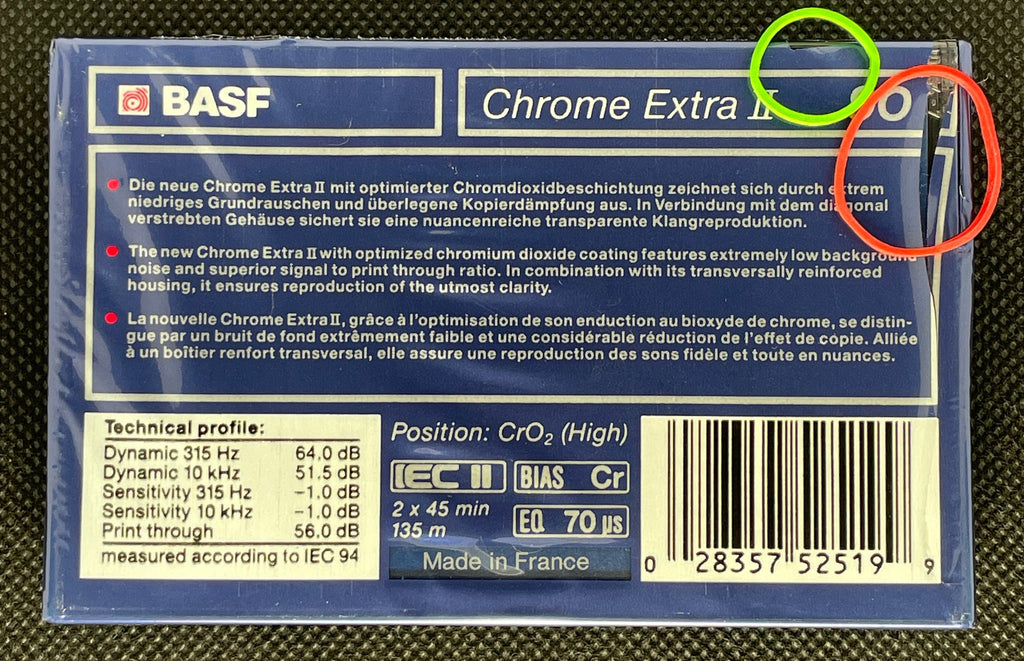 BASF
Chrome Extra II 90
• Die neue Chrome Extra II mit optimierter Chromdioxidbeschichtung zeichnet sich durch extrem
niedriges Grundrauschen und überlegene Kopierdämpfung aus. In Verbindung mit dem diagonal
verstrebten Gehäuse sichert sie eine nuancenreiche transparente Klangreproduktion.
• The new Chrome Extra II with optimized chromium dioxide coating features extremely low background
noise and superior signal to print through ratio. In combination with its transversally reinforced
housing, it ensures reproduction of the utmost clarity.
• La nouvelle Chrome Extra II, grâce à l'optimisation de son enduction au bioxyde de chrome, se distin-
gue par un bruit de fond extrêmement faible et une considérable réduction de l'effet de copie. Alliée
à un boîtier renfort transversal, elle assure une reproduction des sons fidèle et toute en nuances.
Technical profile:
Dynamic 315 Hz 64.0 dB
Dynamic 10 kHz 51.5 dB
Sensitivity 315 Hz -1.0 dB
Sensitivity 10 kHz -1.0 dB
Print through 56.0 dB
measured according to IEC 94
Position: CrO₂ (High)
IEC II BIAS Cr
2 x 45 min
135 m
EQ 70 µs
Made in France
0 28357 52519 9